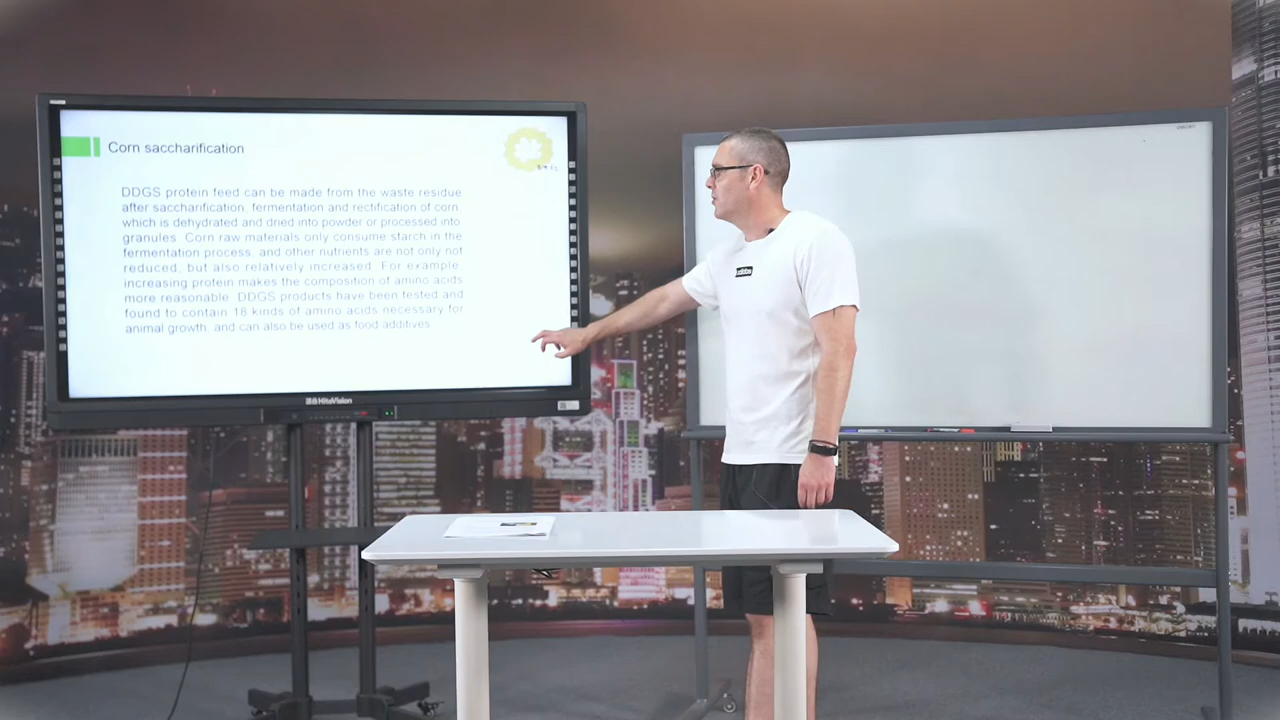 Corn saccharification
DDGS protein feed can be made from the waste residue
after saccharification, fermentation and rectification of corn,
which is dehydrated and dried into powder or processed into
granules. Corn raw materials only consume starch in the
fermentation process, and other nutrients are not only not
reduced, but also relatively increased. For example,
increasing protein makes the composition of amino acids
more reasonable. DDGS products have been tested and
found to contain 18 kinds of amino acids necessary for
animal growth, and can also be used as food additives.
HiteVision